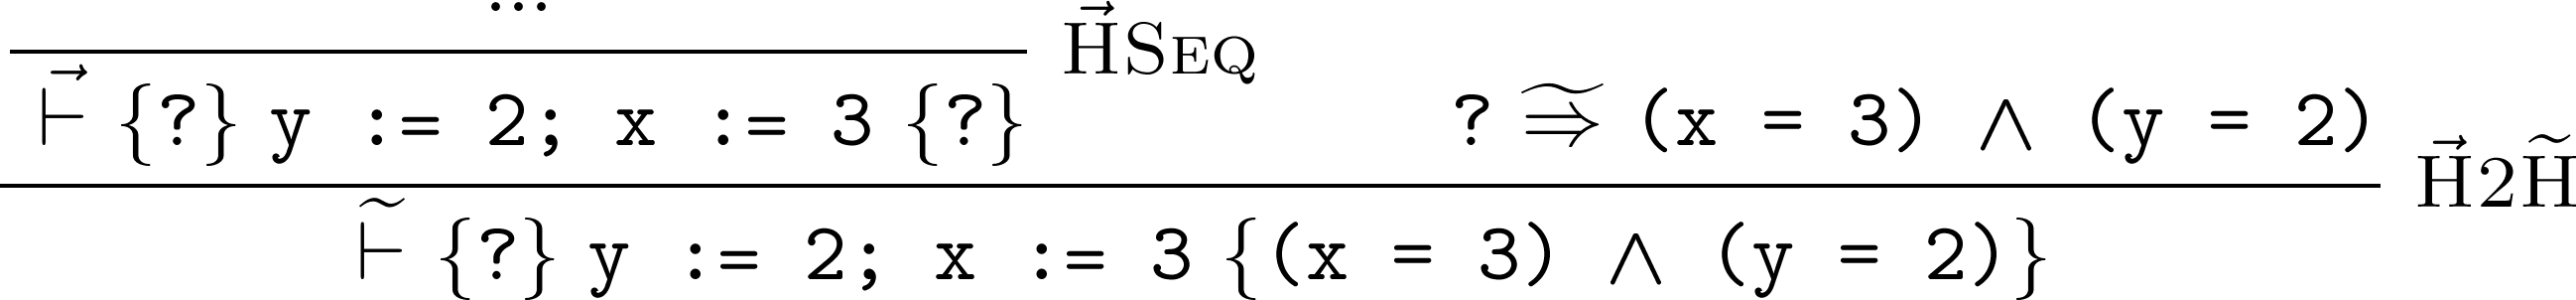 ...
H⃗SEQ
⊢⃗ {?} y := 2; x := 3 {?}    ? ⇒̃ (x = 3) ∧ (y = 2)
H⃗2H̃
⊢̃ {?} y := 2; x := 3 {(x = 3) ∧ (y = 2)}